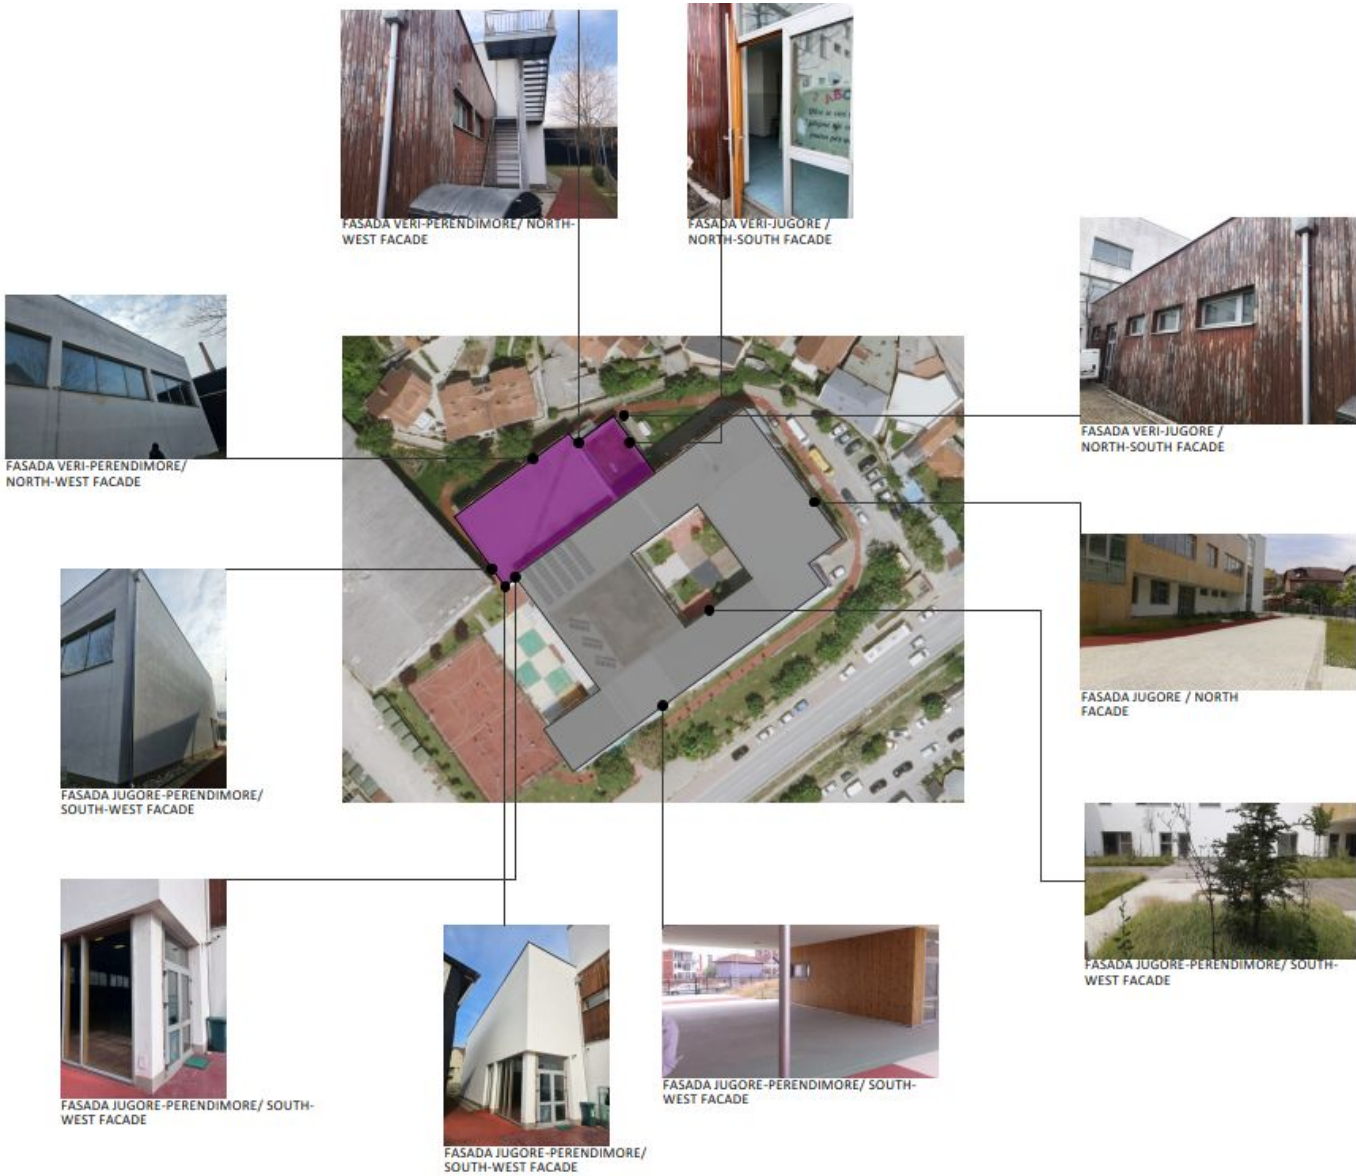 ABC
FASADA VERI-PERENDIMORE/ NORTH-
WEST FACADE
FASADA VERI-JUGORE /
NORTH-SOUTH FACADE
FASADA VERI-JUGORE /
NORTH-SOUTH FACADE
FASADA VERI-PERENDIMORE/
NORTH-WEST FACADE
FASADA JUGORE / NORTH
FACADE
FASADA JUGORE-PERENDIMORE/
SOUTH-WEST FACADE
FASADA JUGORE-PERENDIMORE/ SOUTH-
WEST FACADE
FASADA JUGORE-PERENDIMORE/ SOUTH-
WEST FACADE
FASADA JUGORE-PERENDIMORE/ SOUTH-
WEST FACADE
FASADA JUGORE-PERENDIMORE/
SOUTH-WEST FACADE